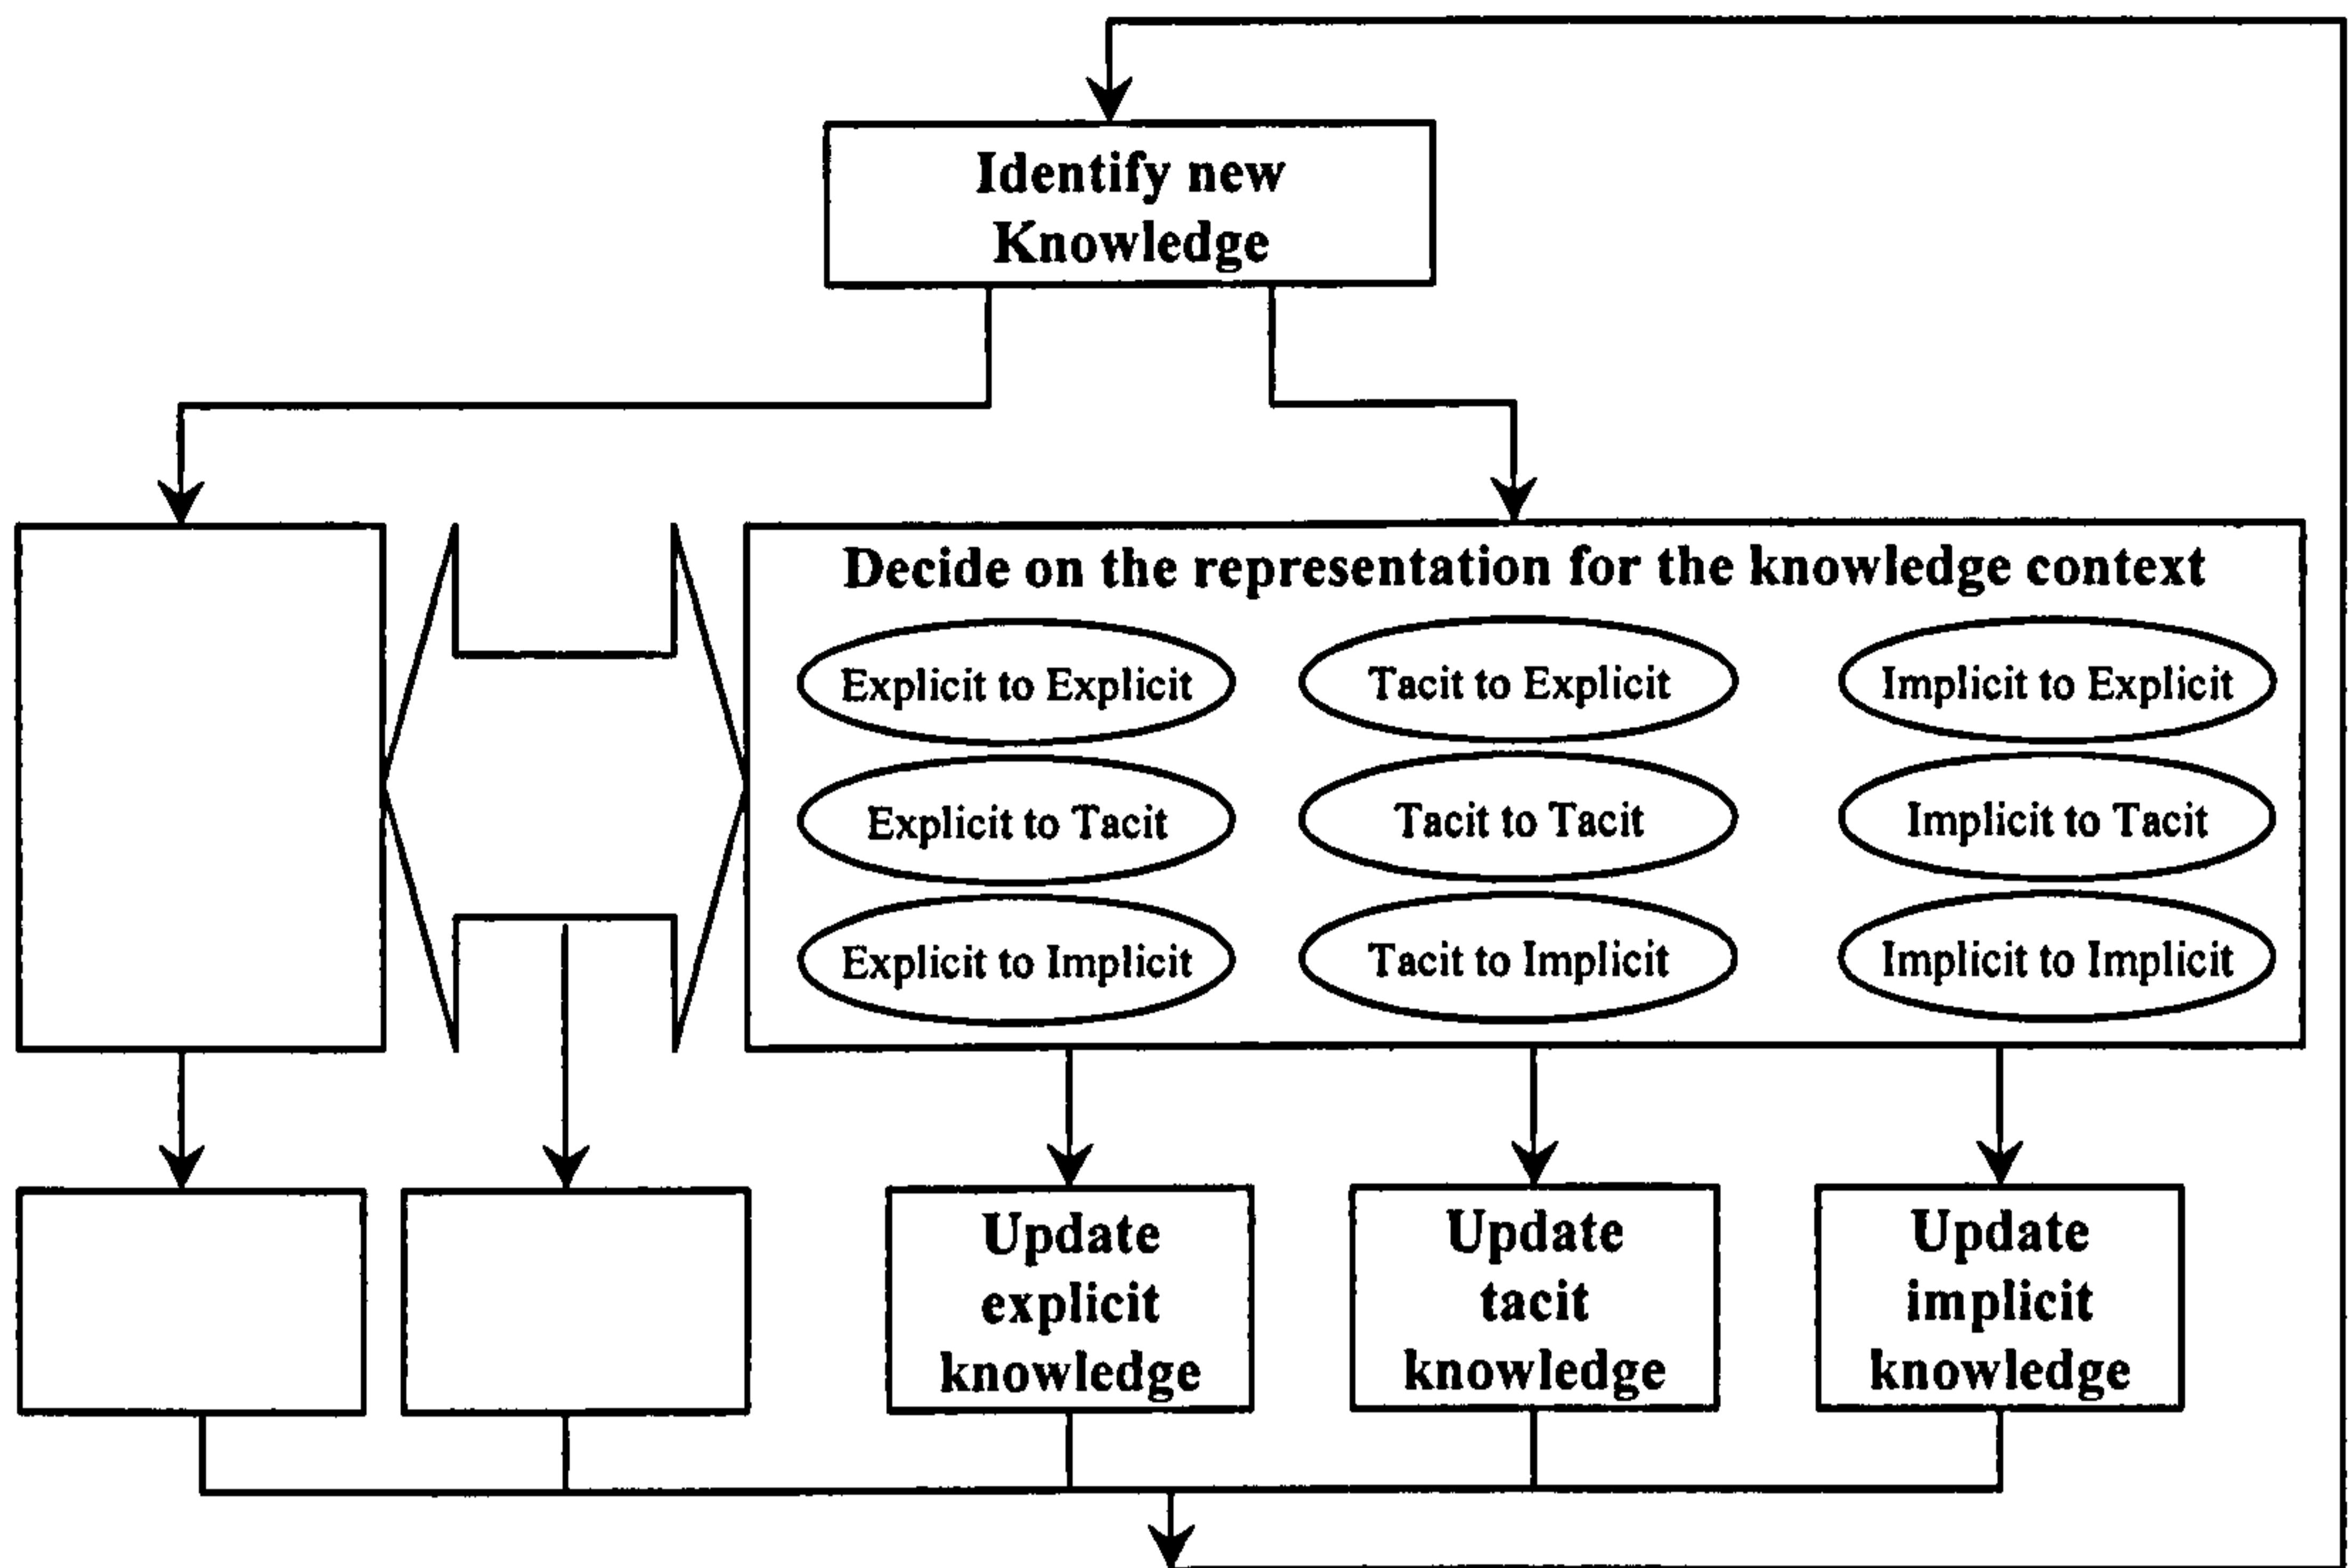 Identify new
Knowledge
Decide on the representation for the knowledge context
Explicit to Explicit
Tacit to Explicit
Implicit to Explicit
Explicit to Tacit
Tacit to Tacit
Implicit to Tacit
Explicit to Implicit
Tacit to Implicit
Implicit to Implicit
Update
explicit
knowledge
Update
tacit
knowledge
Update
implicit
knowledge